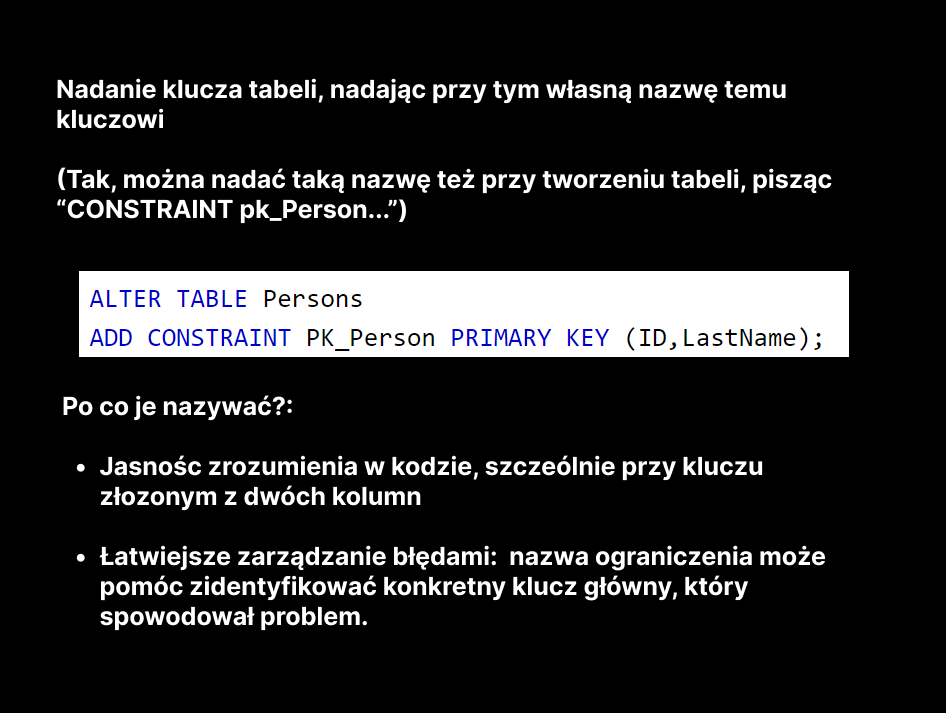 Nadanie klucza tabeli, nadając przy tym własną nazwę temu
kluczowi
(Tak, można nadać taką nazwę też przy tworzeniu tabeli, pisząc
“CONSTRAINT pk_Person...”)
ALTER TABLE Persons
ADD CONSTRAINT PK_Person PRIMARY KEY (ID,LastName);
Po co je nazywać?:
• Jasnośc zrozumienia w kodzie, szczeólnie przy kluczu
złozonym z dwóch kolumn
• Łatwiejsze zarządzanie błędami:  nazwa ograniczenia może
pomóc zidentyfikować konkretny klucz główny, który
spowodował problem.